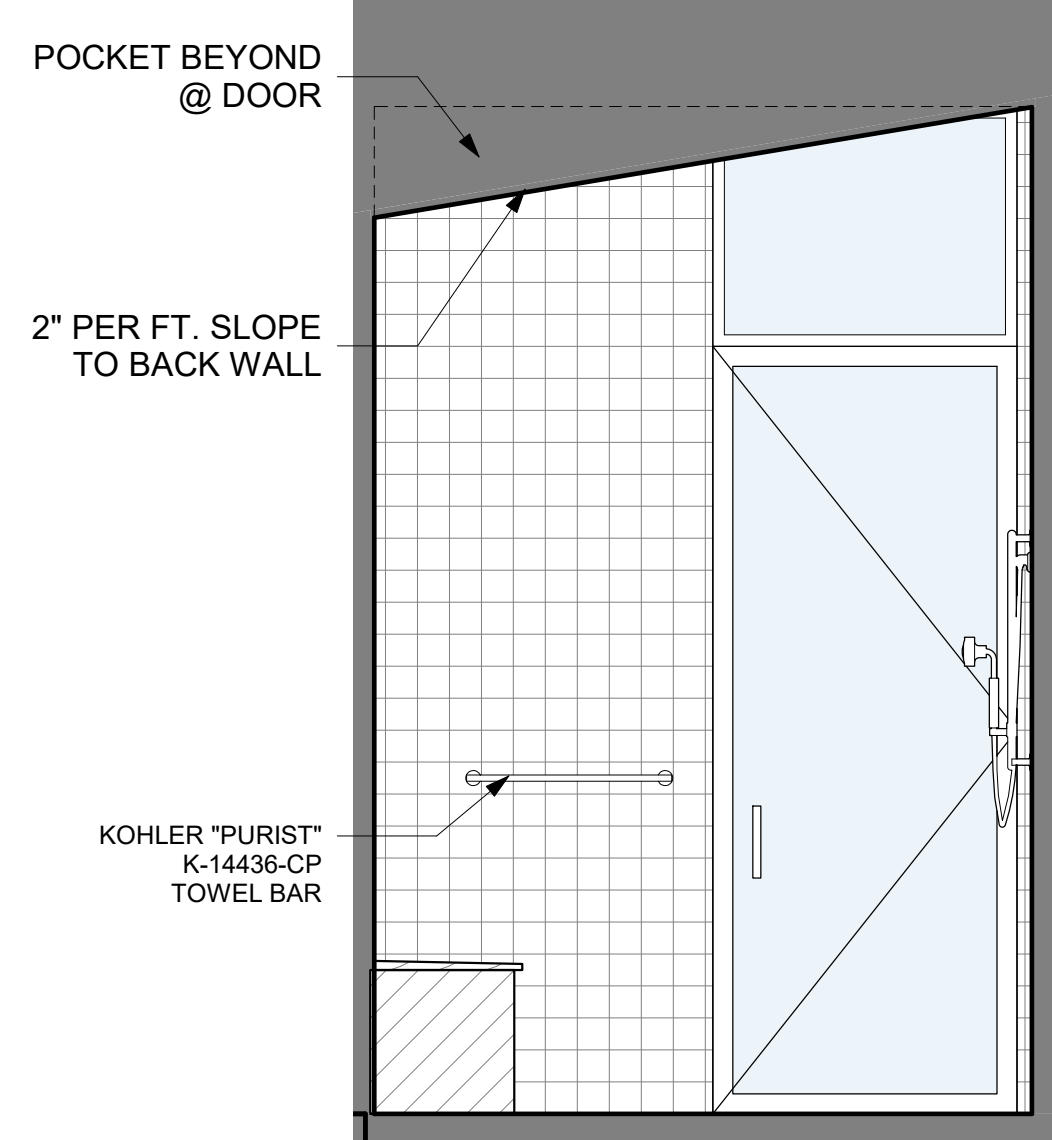 POCKET BEYOND
@ DOOR
2" PER FT. SLOPE
TO BACK WALL
KOHLER "PURIST"
K-14436-CP
TOWEL BAR